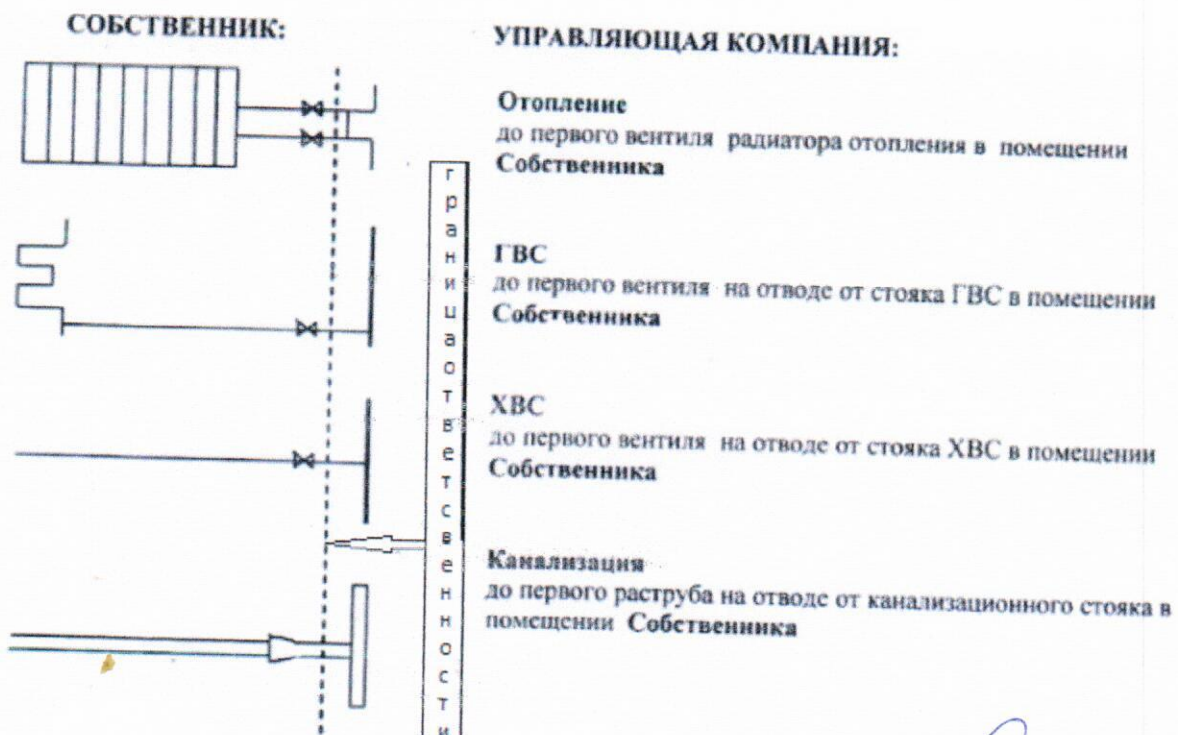 СОБСТВЕННИК:
УПРАВЛЯЮЩАЯ КОМПАНИЯ:
Отопление
до первого вентиля радиатора отопления в помещении
Собственника
ГВС
до первого вентиля на отводе от стояка ГВС в помещении
Собственника
ХВС
до первого вентиля на отводе от стояка ХВС в помещении
Собственника
Канализация
до первого раструба на отводе от канализационного стояка в
помещении Собственника
граница ответственности